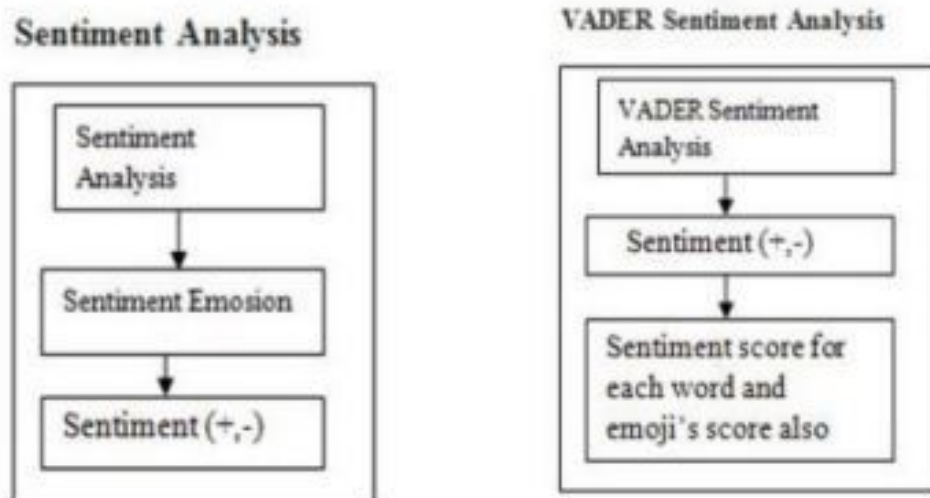 Sentiment Analysis
Sentiment
Analysis
Sentiment Emosion
Sentiment (+,-)
VADER Sentiment Analysis
VADER Sentiment
Analysis
Sentiment (+,-)
Sentiment score for
each word and
emoji's score also